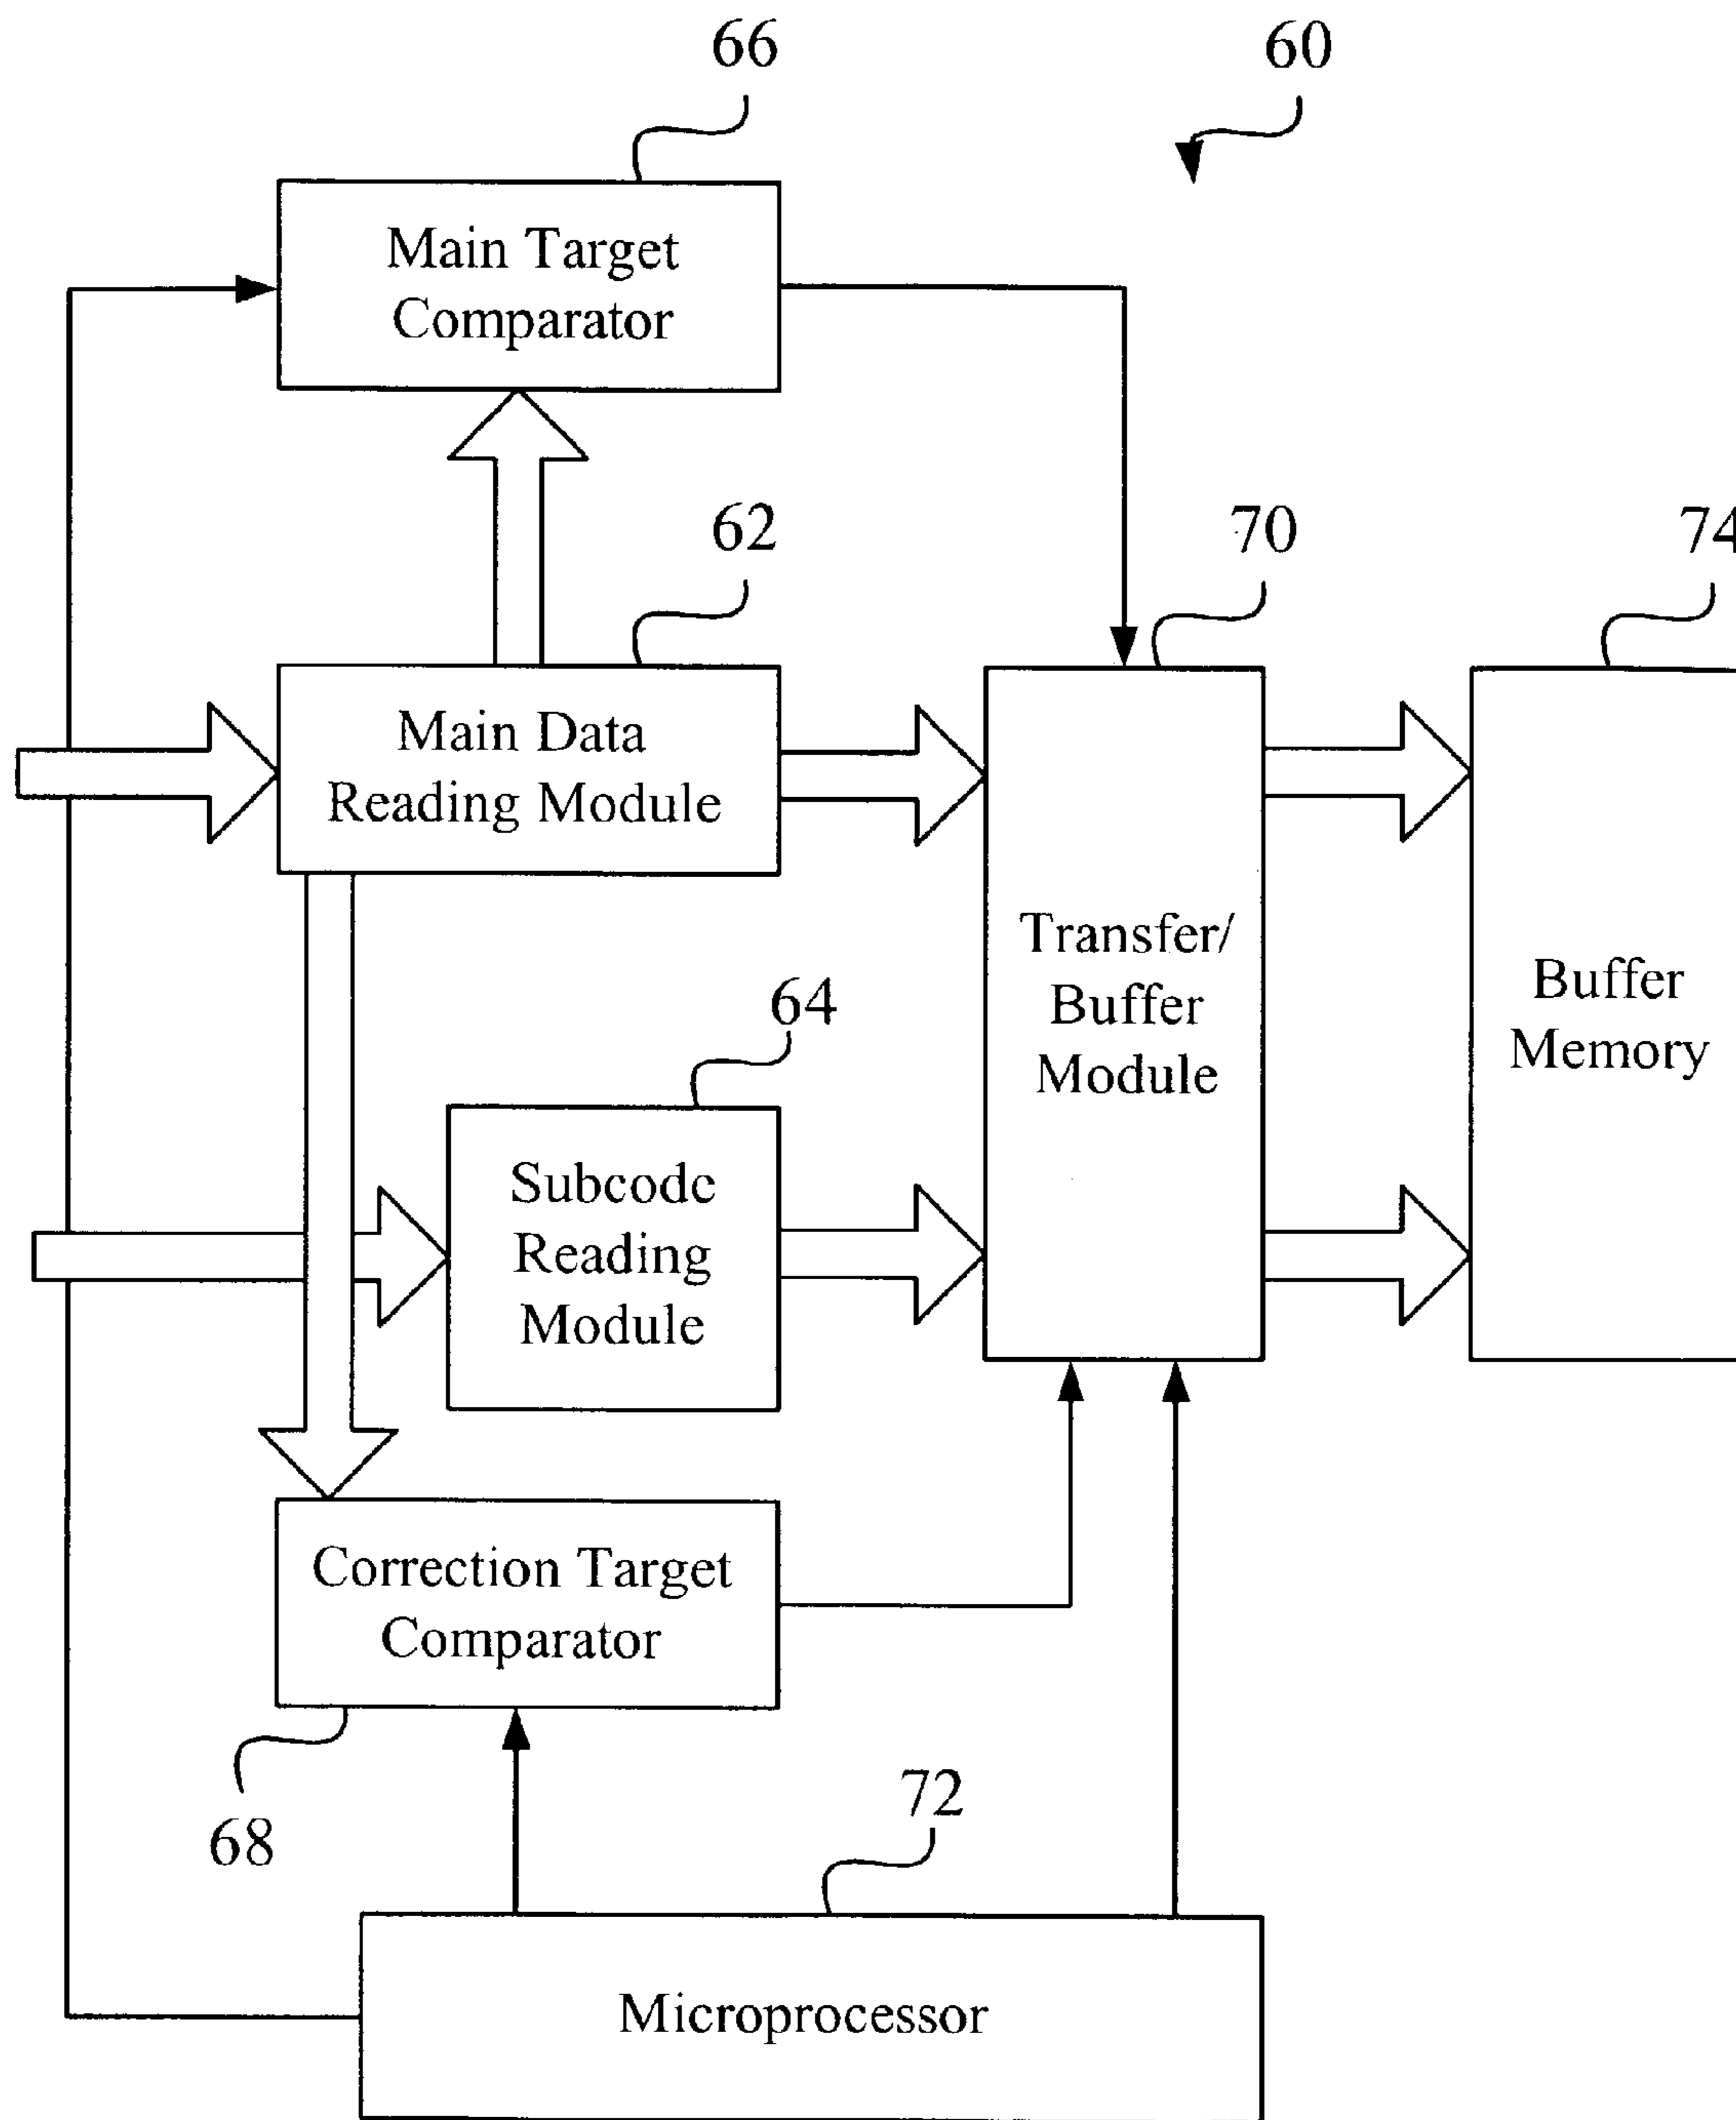 66
60
Main Target
Comparator
62
70
74
Main Data
Reading Module
Transfer/
Buffer
Module
Buffer
Memory
64
Subcode
Reading
Module
Correction Target
Comparator
68
72
Microprocessor